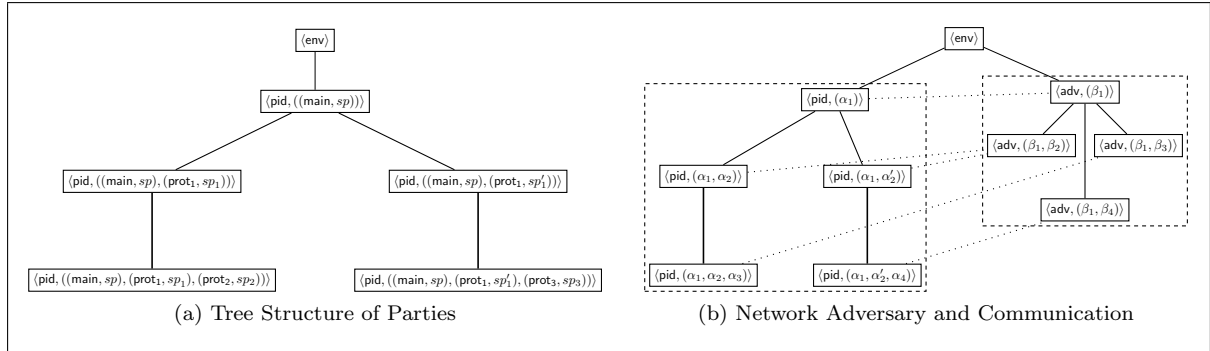 ⟨env⟩
⟨pid, ((main, sp))⟩
⟨pid, ((main, sp), (prot₁, sp₁))⟩
⟨pid, ((main, sp), (prot₁, sp′₁))⟩
⟨pid, ((main, sp), (prot₁, sp₁), (prot₂, sp₂))⟩
⟨pid, ((main, sp), (prot₁, sp′₁), (prot₃, sp₃))⟩
(a) Tree Structure of Parties
⟨env⟩
⟨pid, (α₁)⟩
⟨adv, (β₁)⟩
⟨adv, (β₁, β₂)⟩
⟨adv, (β₁, β₃)⟩
⟨pid, (α₁, α₂)⟩
⟨pid, (α₁, α′₂)⟩
⟨adv, (β₁, β₄)⟩
⟨pid, (α₁, α₂, α₃)⟩
⟨pid, (α₁, α′₂, α₄)⟩
(b) Network Adversary and Communication